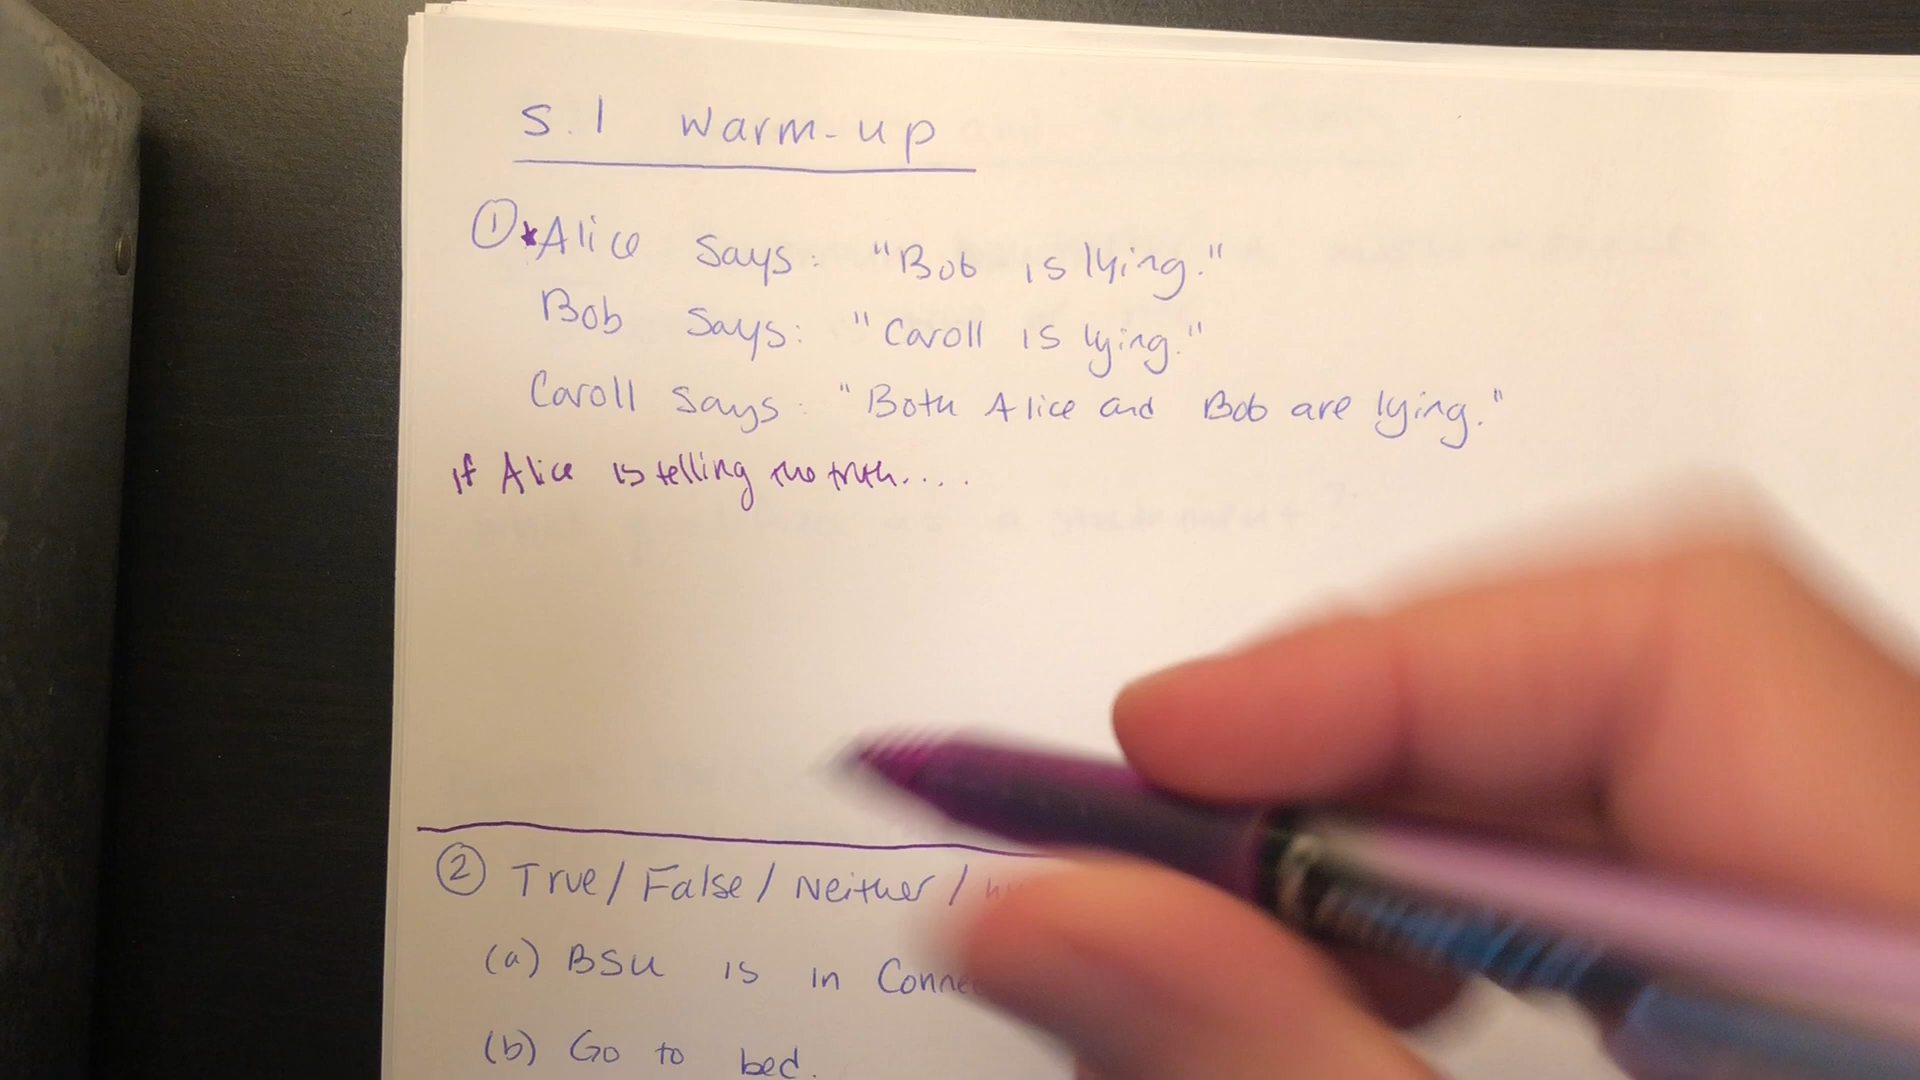 5.1 Warm-up
① *Alice says: "Bob is lying."
Bob says: "Caroll is lying."
Caroll says: "Both Alice and Bob are lying."
if Alice is telling the truth....
② True/False/Neither/
(a) BSU is in
(b) Go to bed.